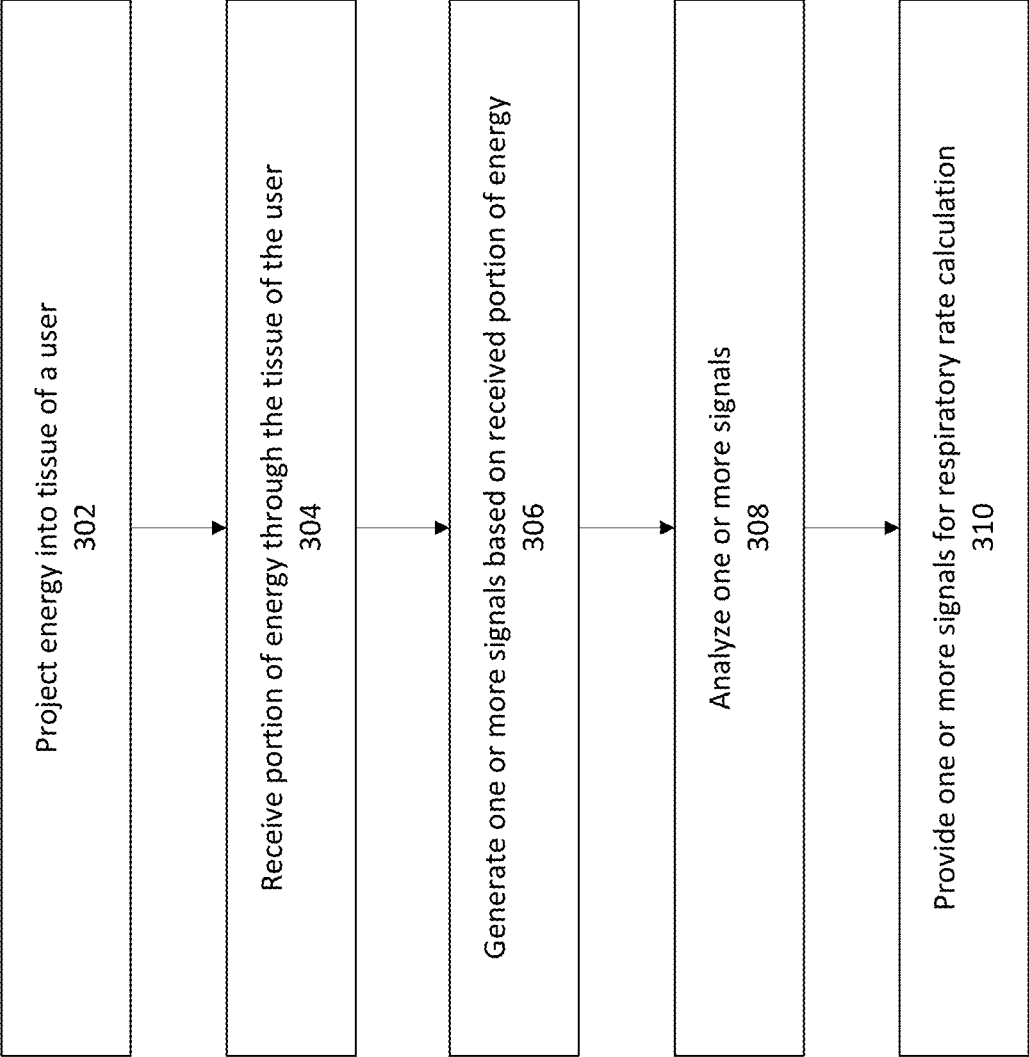 Project energy into tissue of a user
302
Receive portion of energy through the tissue of the user
304
Generate one or more signals based on received portion of energy
306
Analyze one or more signals
308
Provide one or more signals for respiratory rate calculation
310